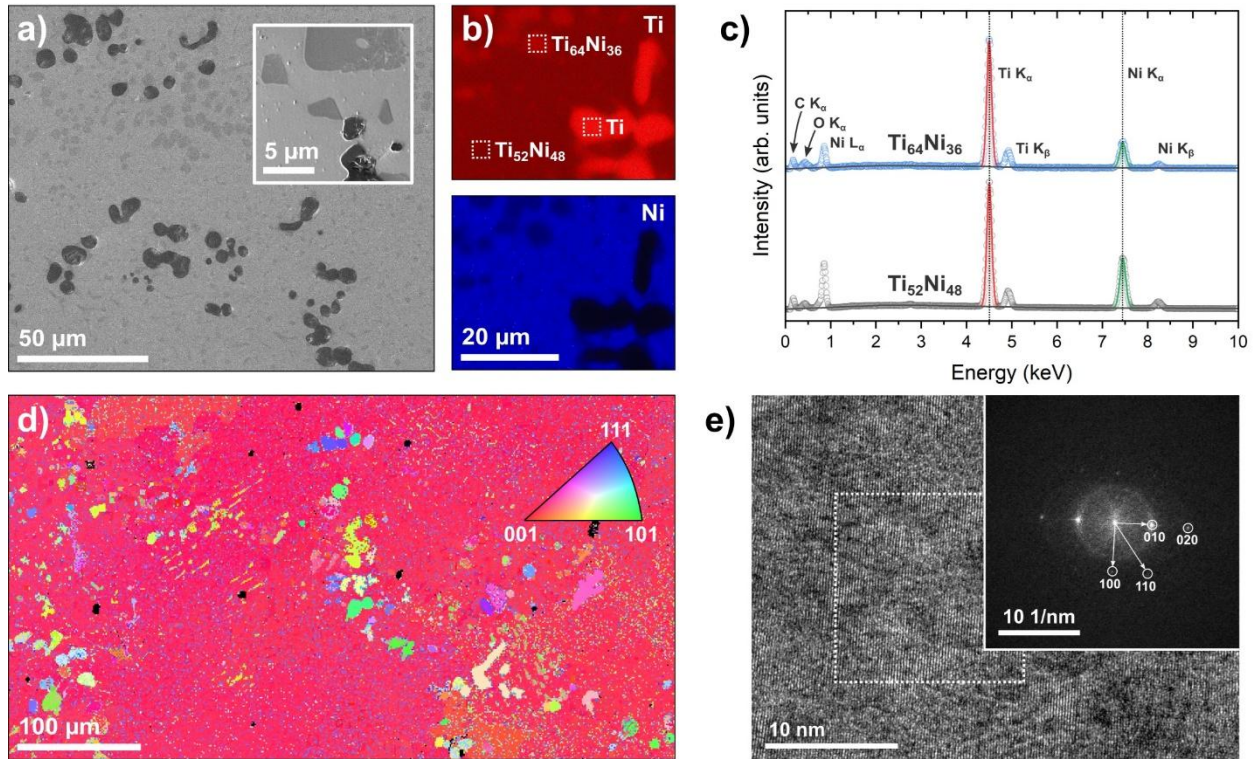 a)
5 µm
50 µm
b)
Ti
Ti₆₄Ni₃₆
Ti
Ti₅₂Ni₄₈
Ni
20 µm
c)
Intensity (arb. units)
C Kα
O Kα
Ni Lα
Ti₆₄Ni₃₆
Ti Kα
Ti Kβ
Ni Kα
Ni Kβ
Ti₅₂Ni₄₈
0 1 2 3 4 5 6 7 8 9 10
Energy (keV)
d)
111
001
101
100 µm
e)
010
020
100
110
10 1/nm
10 nm